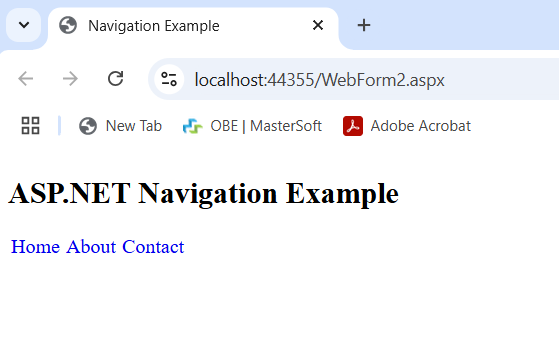 Navigation Example
localhost:44355/WebForm2.aspx
New Tab OBE | MasterSoft Adobe Acrobat
ASP.NET Navigation Example
Home About Contact